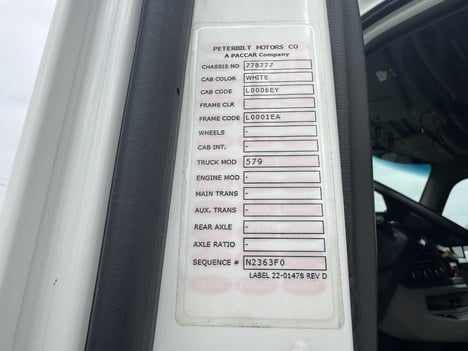 PETERBILT MOTORS CO
A PACCAR Company
CHASSIS NO 778777
CAB COLOR WHITE
CAB CODE L0006EY
FRAME CLR
FRAME CODE L0001EA
WHEELS -
CAB INT. -
TRUCK MOD 579
ENGINE MOD -
MAIN TRANS -
AUX. TRANS -
REAR AXLE -
AXLE RATIO -
SEQUENCE # N2363F0
LABEL 22-01478 REV D